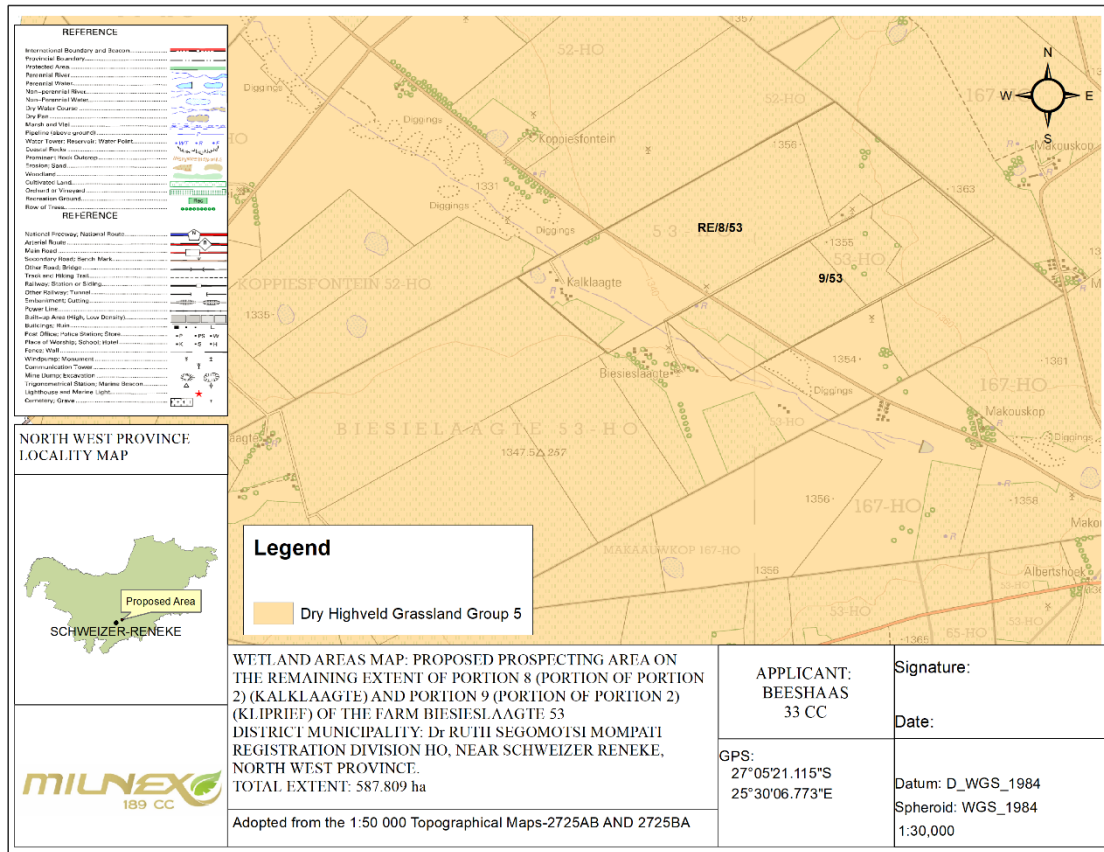 REFERENCE
International Boundary and Beacon
Provincial Boundary
Protected Area
Perennial River
Perennial Water
Non-perennial River
Non-Perennial Water
Dry Water Course
Dry Pan
Marsh and Vlei
Pipeline (above ground)
Water Tower; Reservoir; Water Point
Coastal Rocks
Prominent Rock Outcrop
Erosion; Sand
Woodland
Cultivated Land
Orchard or Vineyard
Recreation Ground
Row of Trees
REFERENCE
National Freeway; National Route
Arterial Route
Main Road
Secondary Road; Bench Mark
Other Road; Bridge
Track and Hiking Trail
Railway; Station or Siding
Other Railway; Tunnel
Embankment; Cutting
Power Line
Built-up Area (High, Low Density)
Buildings; Ruin
Post Office; Police Station; Store
Place of Worship; School; Hotel
Fence; Wall
Windpump; Monument
Communication Tower
Mine Dump; Excavation
Trigonometrical Station; Marine Beacon
Lighthouse and Marine Light
Cemetery; Grave
N
W E
S
1357
52-HO
Diggings
Diggings
Koppiesfontein
R
1331
Diggings
Diggings
1356
167-HO
Makouskop
R
1363
RE/8/53
53-HO
1355
53-HO
9/53
KOPPIESFONTEIN 52-HO
1335
Kalklaagte
R
Biesieslaagte
1354
1361
Diggings
167-HO
Makouskop
Diggings
53-HO
BIESIELAAGTE 53-HO
1347.5△ 257
1356
R
1358
167-HO
MAKAAUWKOP 167-HO
1356
Albertshoek
53-HO
53-HO
65-HO
1365
Legend
Dry Highveld Grassland Group 5
NORTH WEST PROVINCE
LOCALITY MAP
Proposed Area
SCHWEIZER-RENEKE
MILNEX
189 CC
WETLAND AREAS MAP: PROPOSED PROSPECTING AREA ON
THE REMAINING EXTENT OF PORTION 8 (PORTION OF PORTION
2) (KALKLAAGTE) AND PORTION 9 (PORTION OF PORTION 2)
(KLIPRIEF) OF THE FARM BIESIESLAAGTE 53
DISTRICT MUNICIPALITY: Dr RUTH SEGOMOTSI MOMPATI
REGISTRATION DIVISION HO, NEAR SCHWEIZER RENEKE,
NORTH WEST PROVINCE.
TOTAL EXTENT: 587.809 ha
Adopted from the 1:50 000 Topographical Maps-2725AB AND 2725BA
APPLICANT:
BEESHAAS
33 CC
GPS:
27°05'21.115"S
25°30'06.773"E
Signature:
Date:
Datum: D_WGS_1984
Spheroid: WGS_1984
1:30,000